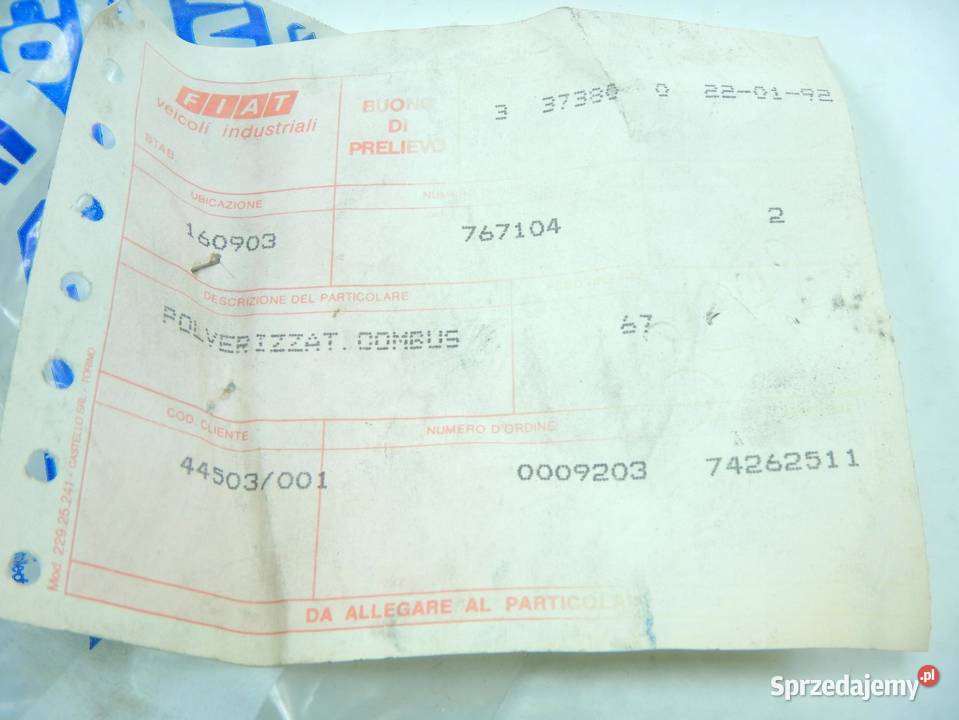 FIAT
veicoli industriali
STAB.
BUONO
DI
PRELIEVO
3 37380 0 22-01-92
UBICAZIONE
160903
767104
2
DESCRIZIONE DEL PARTICOLARE
POLVERIZZAT.COMBUS
67
COD CLIENTE
44503/001
NUMERO D'ORDINE
0009203 74262511
DA ALLEGARE AL PARTICOLA
Mod. 229.25.241 - CASTELLO SRL - TORINO
Sprzedajemy.pl